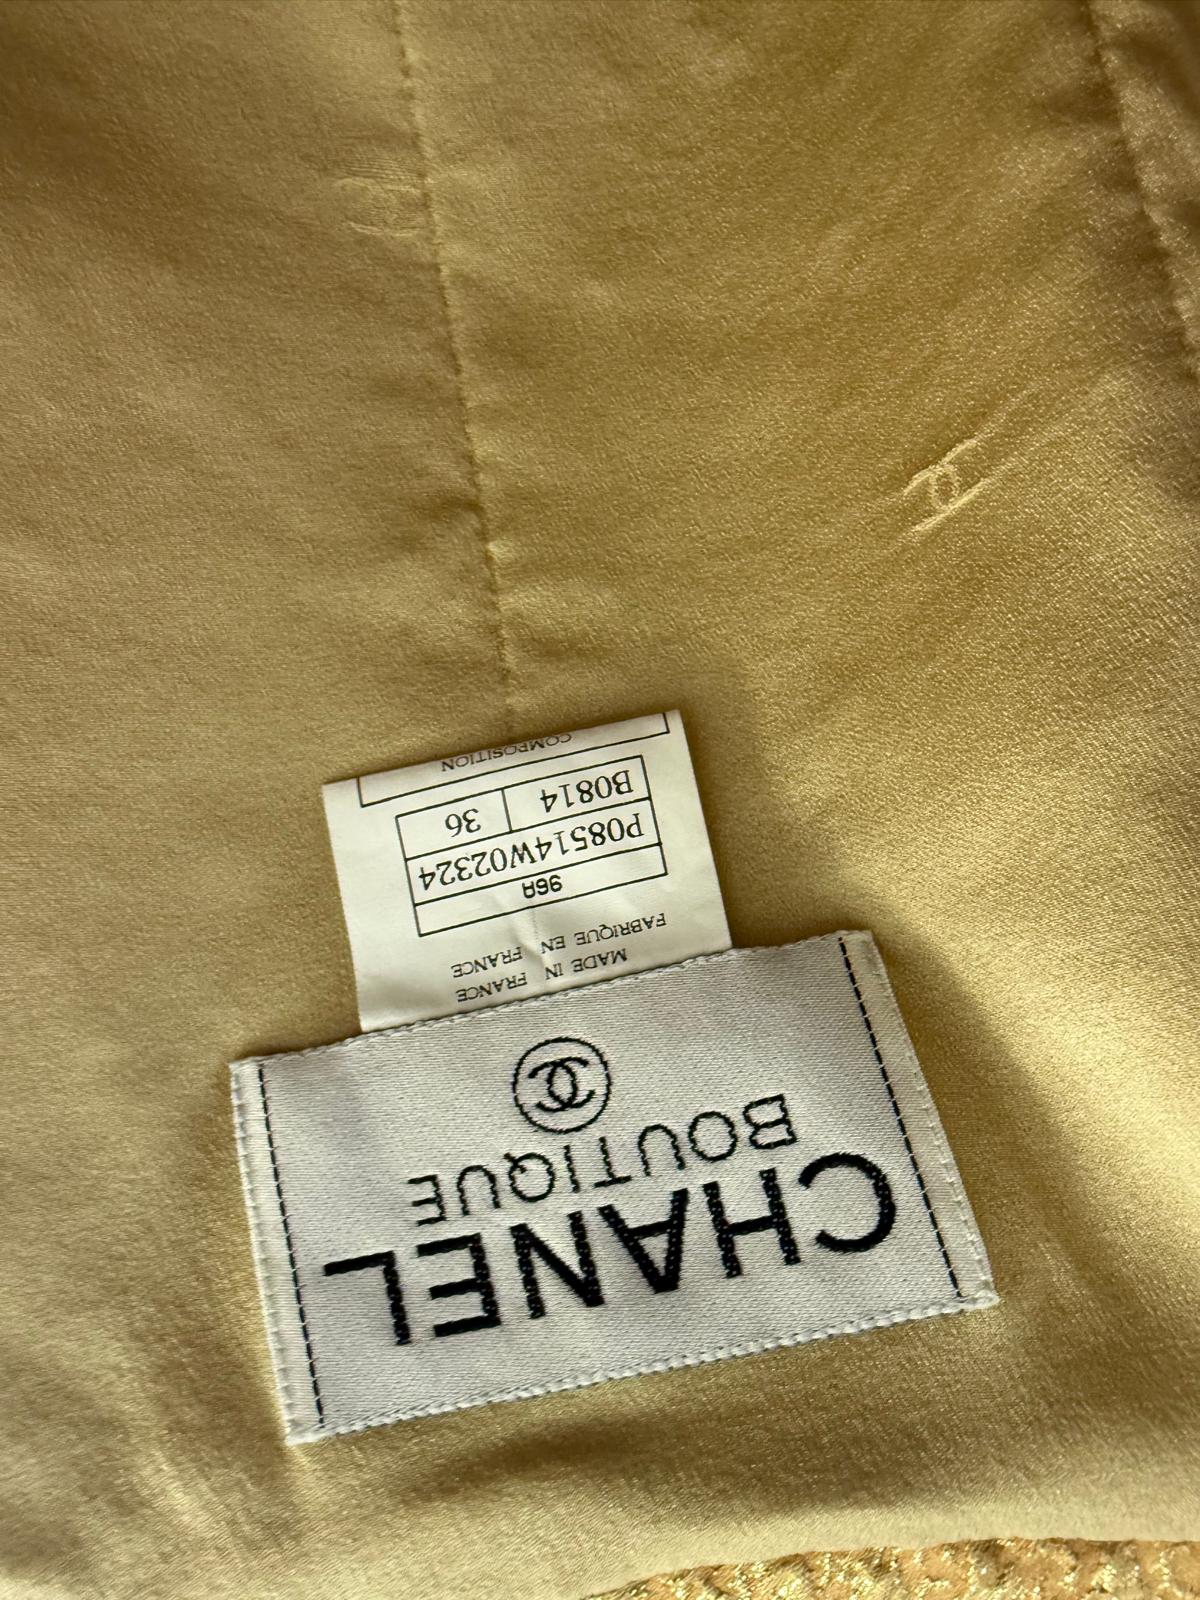 CHANEL
BOUTIQUE
MADE IN FRANCE
FABRIQUE EN FRANCE
96A
P08514W02324
B0814 36
COMPOSITION